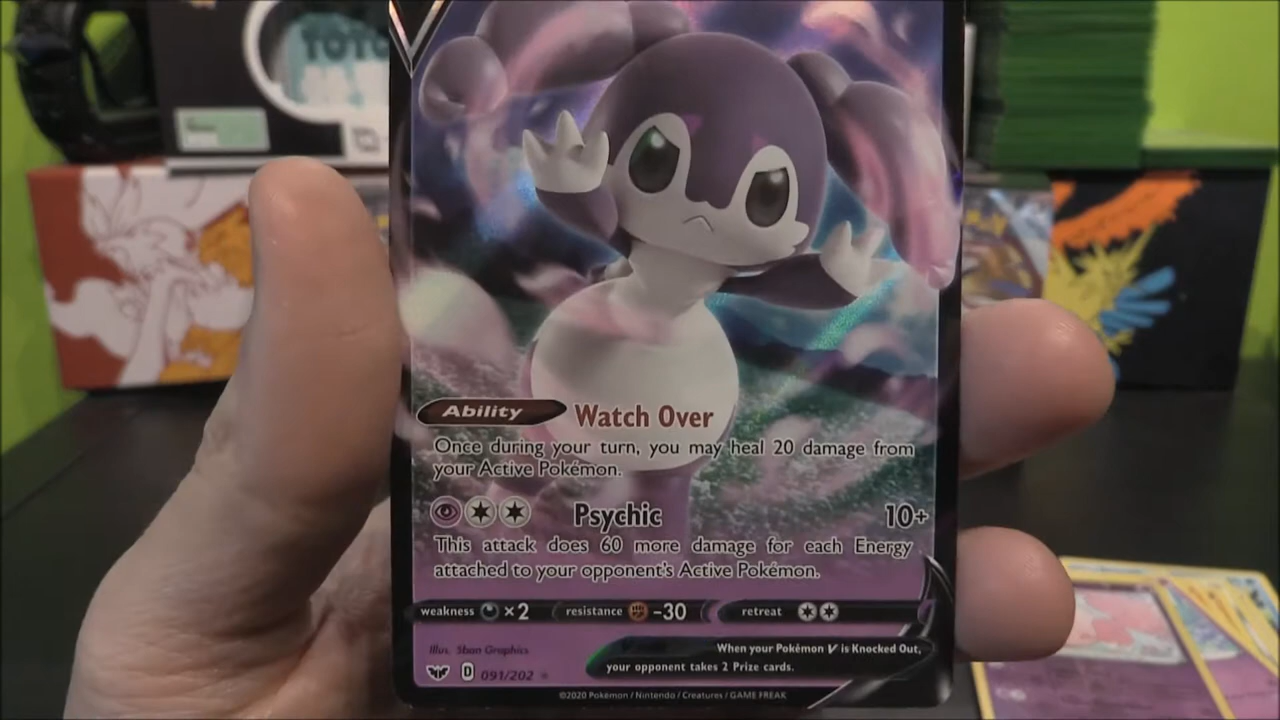 TOTO
Ability Watch Over
Once during your turn, you may heal 20 damage from
your Active Pokémon.
Psychic 10+
This attack does 60 more damage for each Energy
attached to your opponent's Active Pokémon.
weakness ×2 resistance -30 retreat
Illus. 5ban Graphics
When your Pokémon V is Knocked Out,
your opponent takes 2 Prize cards.
D 091/202
©2020 Pokémon / Nintendo / Creatures / GAME FREAK